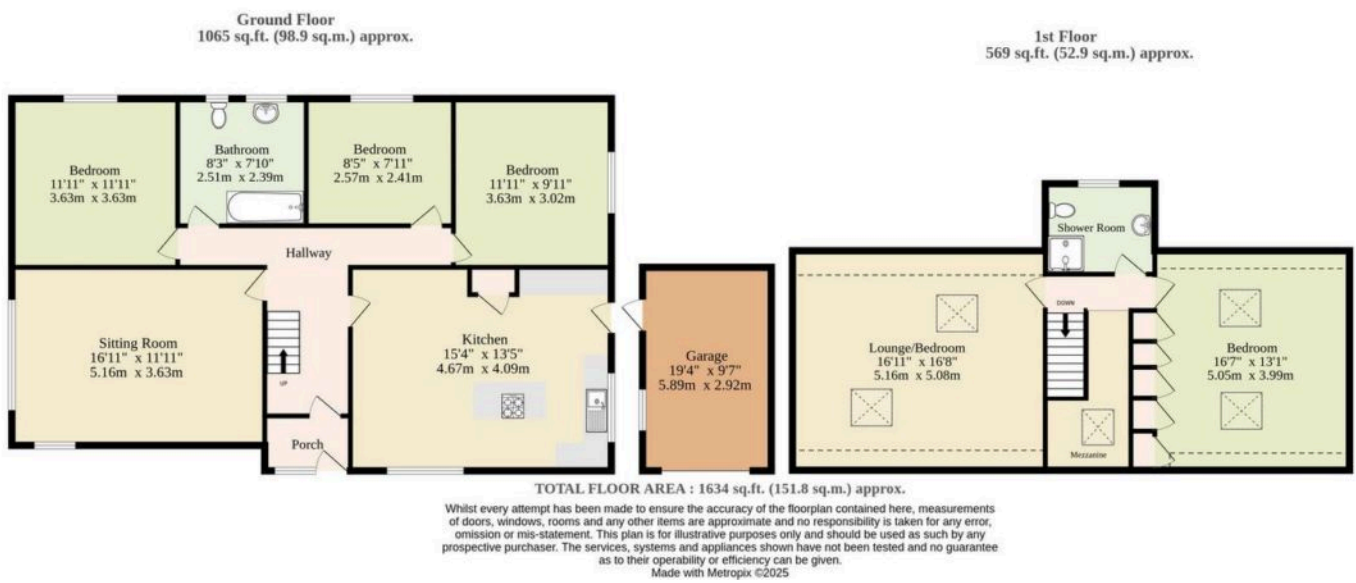 Ground Floor
1065 sq.ft. (98.9 sq.m.) approx.
1st Floor
569 sq.ft. (52.9 sq.m.) approx.
Bedroom
11'11" x 11'11"
3.63m x 3.63m
Bathroom
8'3" x 7'10"
2.51m x 2.39m
Bedroom
8'5" x 7'11"
2.57m x 2.41m
Bedroom
11'11" x 9'11"
3.63m x 3.02m
Hallway
Sitting Room
16'11" x 11'11"
5.16m x 3.63m
UP
Porch
Kitchen
15'4" x 13'5"
4.67m x 4.09m
Garage
19'4" x 9'7"
5.89m x 2.92m
Shower Room
DOWN
Lounge/Bedroom
16'11" x 16'8"
5.16m x 5.08m
Mezzanine
Bedroom
16'7" x 13'1"
5.05m x 3.99m
TOTAL FLOOR AREA : 1634 sq.ft. (151.8 sq.m.) approx.
Whilst every attempt has been made to ensure the accuracy of the floorplan contained here, measurements
of doors, windows, rooms and any other items are approximate and no responsibility is taken for any error,
omission or mis-statement. This plan is for illustrative purposes only and should be used as such by any
prospective purchaser. The services, systems and appliances shown have not been tested and no guarantee
as to their operability or efficiency can be given.
Made with Metropix ©2025